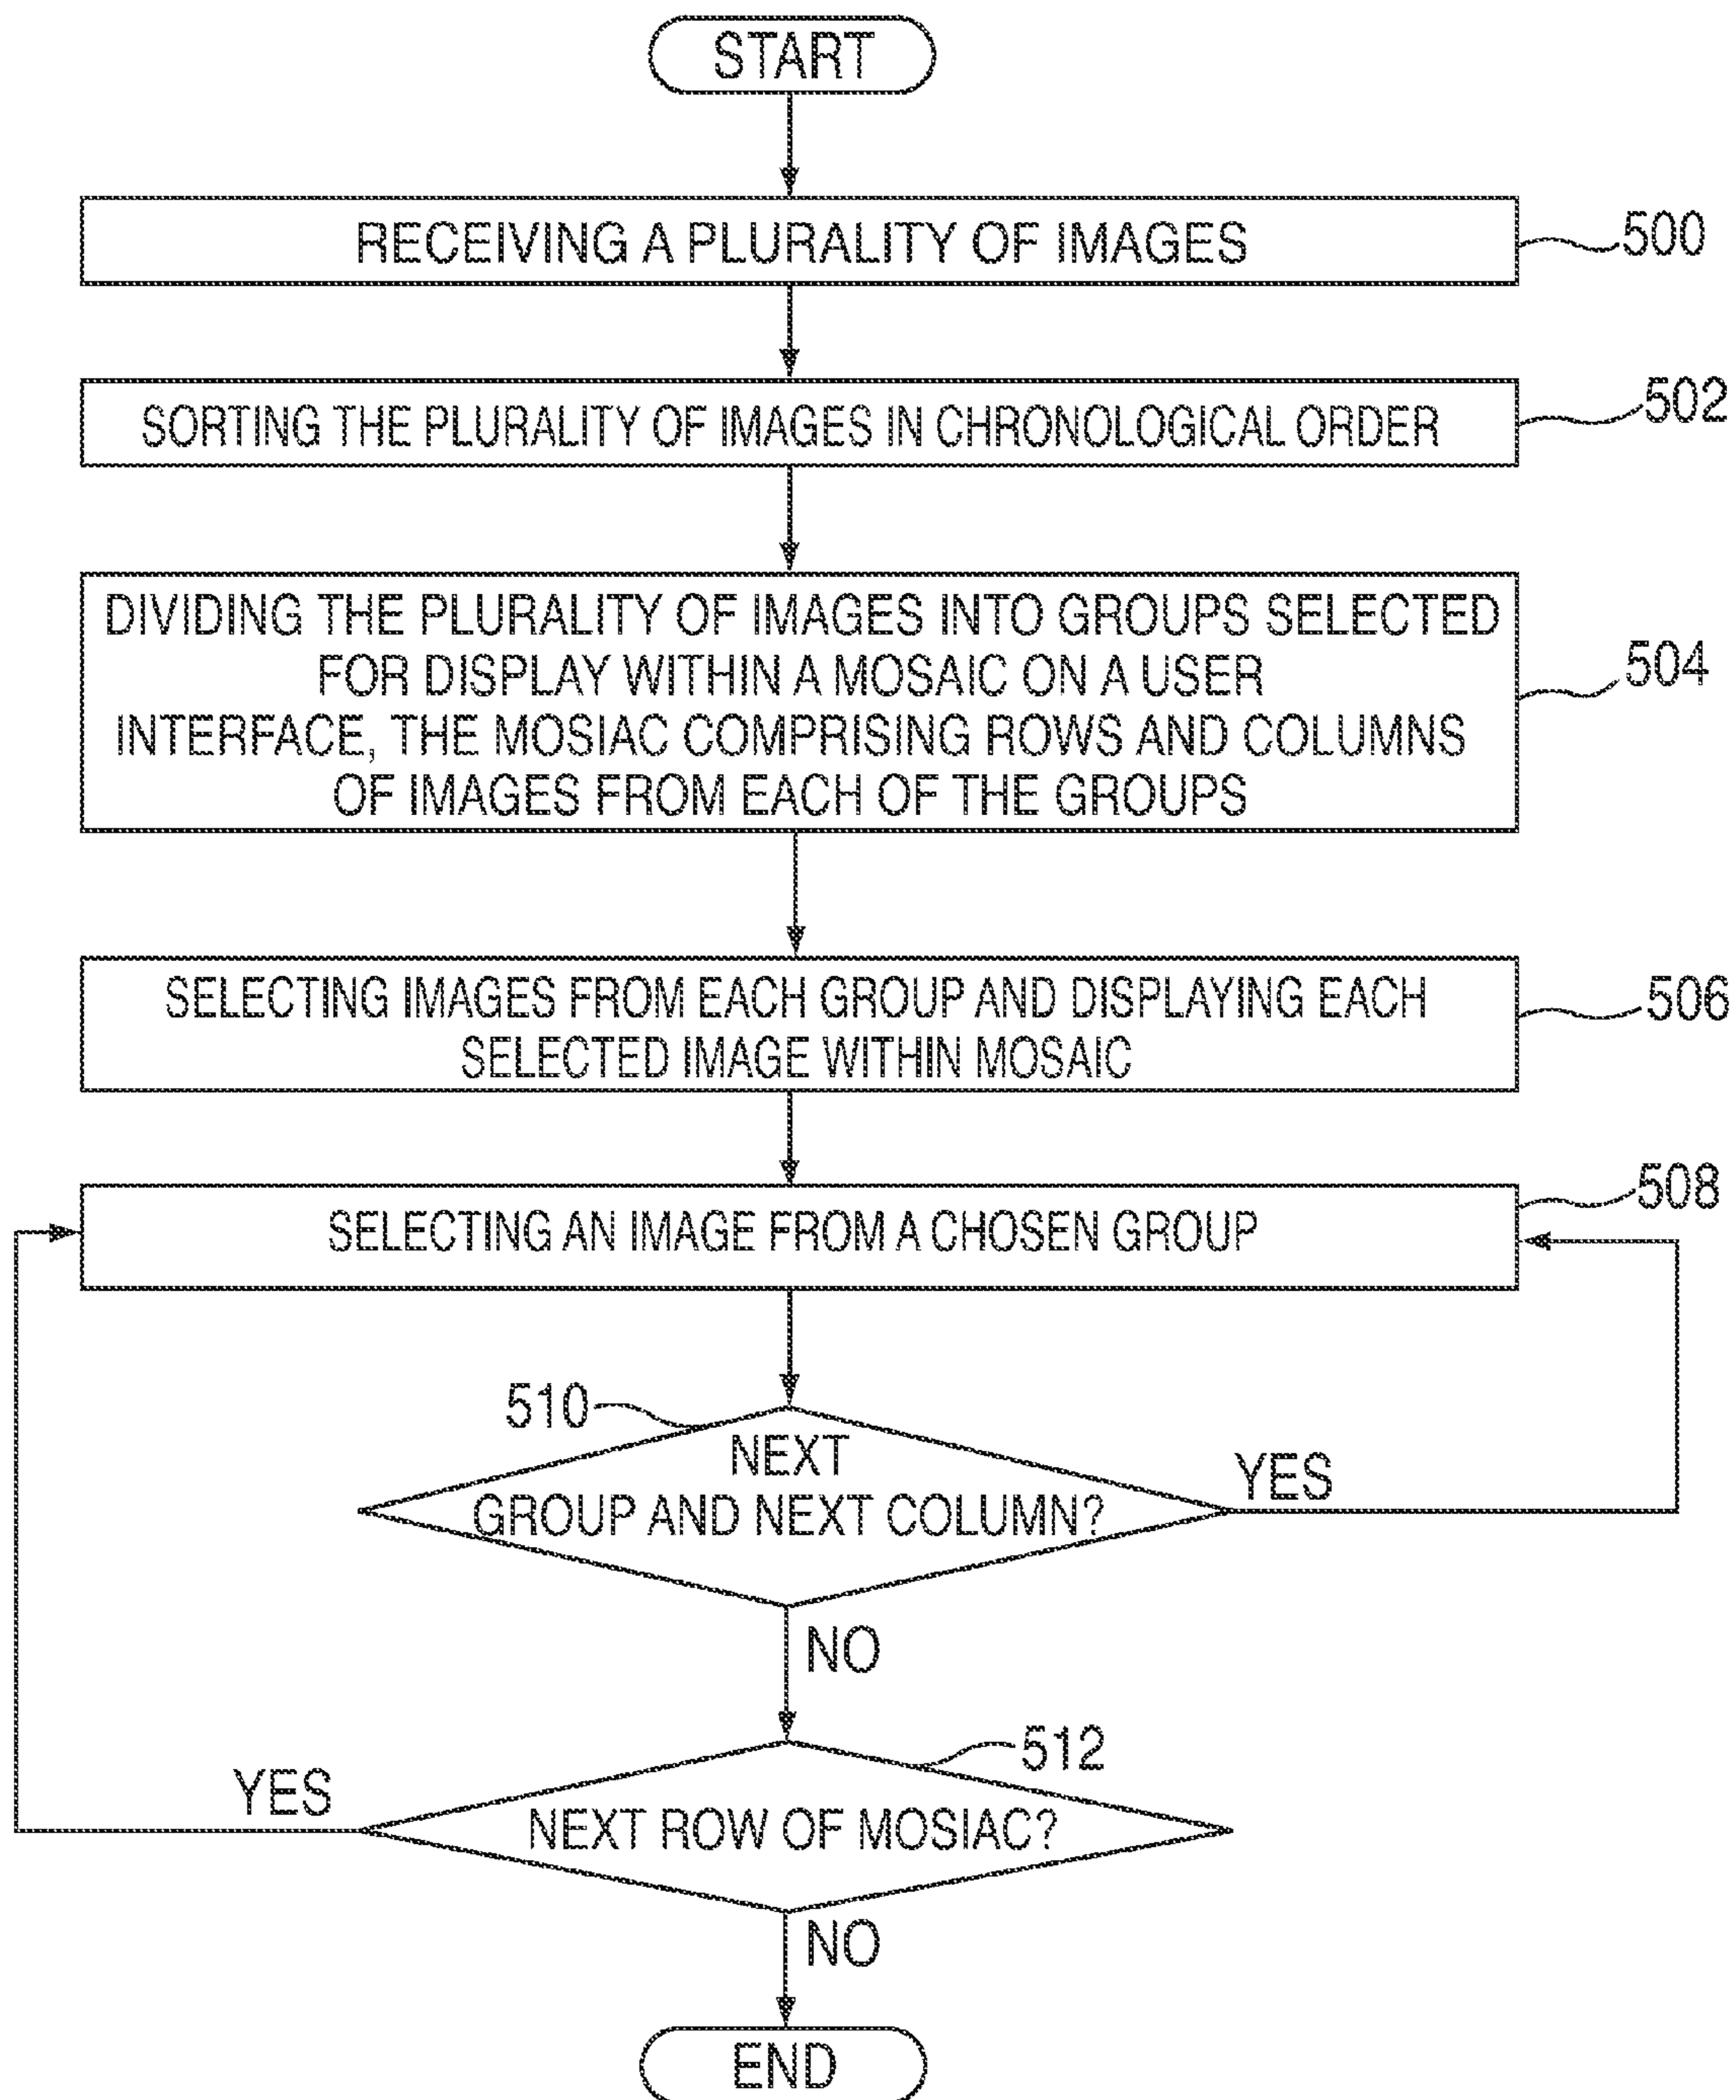 START
RECEIVING A PLURALITY OF IMAGES
500
SORTING THE PLURALITY OF IMAGES IN CHRONOLOGICAL ORDER
502
DIVIDING THE PLURALITY OF IMAGES INTO GROUPS SELECTED
FOR DISPLAY WITHIN A MOSAIC ON A USER
INTERFACE, THE MOSIAC COMPRISING ROWS AND COLUMNS
OF IMAGES FROM EACH OF THE GROUPS
504
SELECTING IMAGES FROM EACH GROUP AND DISPLAYING EACH
SELECTED IMAGE WITHIN MOSAIC
506
SELECTING AN IMAGE FROM A CHOSEN GROUP
508
510
NEXT
GROUP AND NEXT COLUMN?
YES
NO
512
YES
NEXT ROW OF MOSIAC?
NO
END